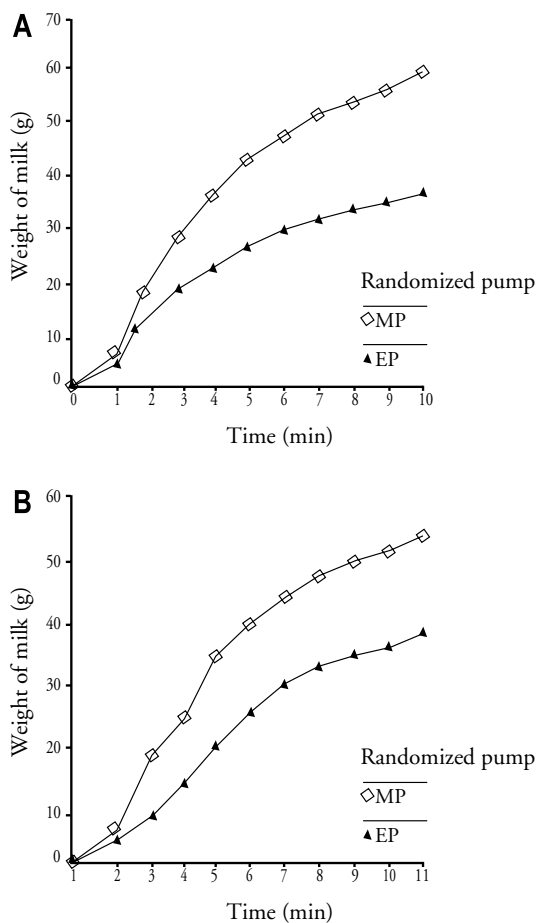 A
70
60
50
40
30
20
10
0
Weight of milk (g)
0 1 2 3 4 5 6 7 8 9 10
Time (min)
Randomized pump
MP
EP
B
60
50
40
30
20
10
0
Weight of milk (g)
1 2 3 4 5 6 7 8 9 10 11
Time (min)
Randomized pump
MP
EP